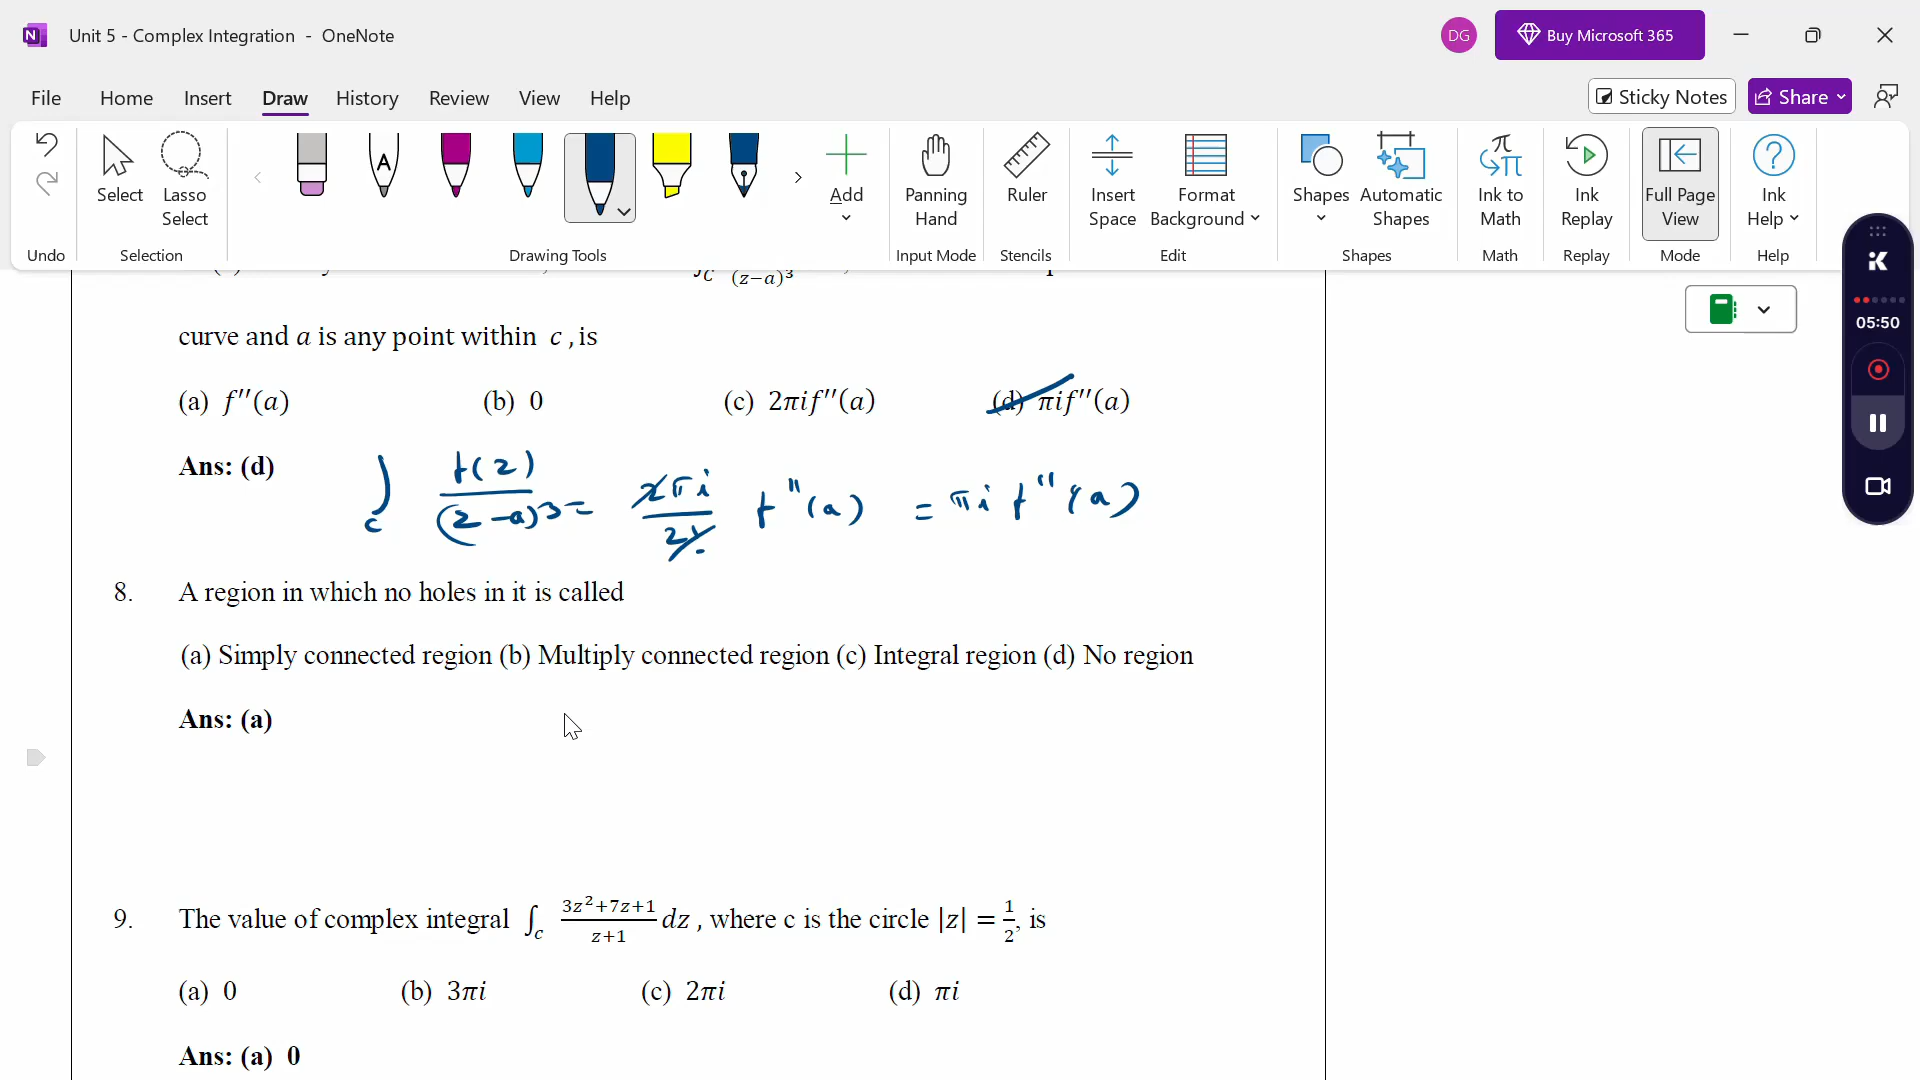 Unit 5 - Complex Integration - OneNote
DG
Buy Microsoft 365
File Home Insert Draw History Review View Help
Sticky Notes
Share
Select
Lasso Select
A
Add
Panning Hand
Ruler
Insert Space
Format Background
Shapes
Automatic Shapes
Ink to Math
Ink Replay
Full Page View
Ink Help
Undo
Selection
Drawing Tools
Input Mode
Stencils
Edit
Shapes
Math
Replay
Mode
Help
05:50
∫C (z−a)³
curve and a is any point within c , is
(a) f′′(a) (b) 0 (c) 2πif′′(a) (d) πif′′(a)
Ans: (d)
∫c f(z)/(z-a)3 = 2πi/2! f"(a) = πi f"(a)
8. A region in which no holes in it is called
(a) Simply connected region (b) Multiply connected region (c) Integral region (d) No region
Ans: (a)
9. The value of complex integral ∫c (3z²+7z+1)/(z+1) dz , where c is the circle |z| = 1/2, is
(a) 0 (b) 3πi (c) 2πi (d) πi
Ans: (a) 0